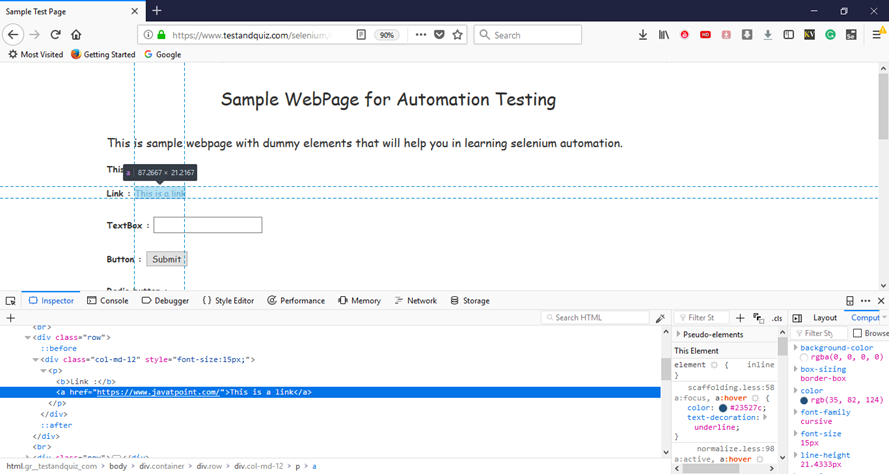 Sample Test Page
https://www.testandquiz.com/selenium/
90%
Search
Most Visited
Getting Started
Google
Sample WebPage for Automation Testing
This is sample webpage with dummy elements that will help you in learning selenium automation.
This
a | 87.2667 × 21.2167
Link : This is a link
TextBox :
Button : Submit
Radio button :
Inspector
Console
Debugger
{ } Style Editor
Performance
Memory
Network
Storage
+
Search HTML
Filter St
+
.cls
Layout
Comput
<br>
<div class="row">
::before
<div class="col-md-12" style="font-size:15px;">
<p>
<b>Link :</b>
<a href="https://www.javatpoint.com/">This is a link</a>
</p>
</div>
::after
</div>
<br>
html.gr__testandquiz_com > body > div.container > div.row > div.col-md-12 > p > a
Pseudo-elements
This Element
element { inline
}
scaffolding.less:58
a:focus, a:hover {
color: #23527c;
text-decoration:
underline;
}
normalize.less:98
a:active, a:hover {
Filter Sty
Browse
background-color
rgba(0, 0, 0, 0)
box-sizing
border-box
color
rgb(35, 82, 124)
font-family
cursive
font-size
15px
line-height
21.4333px